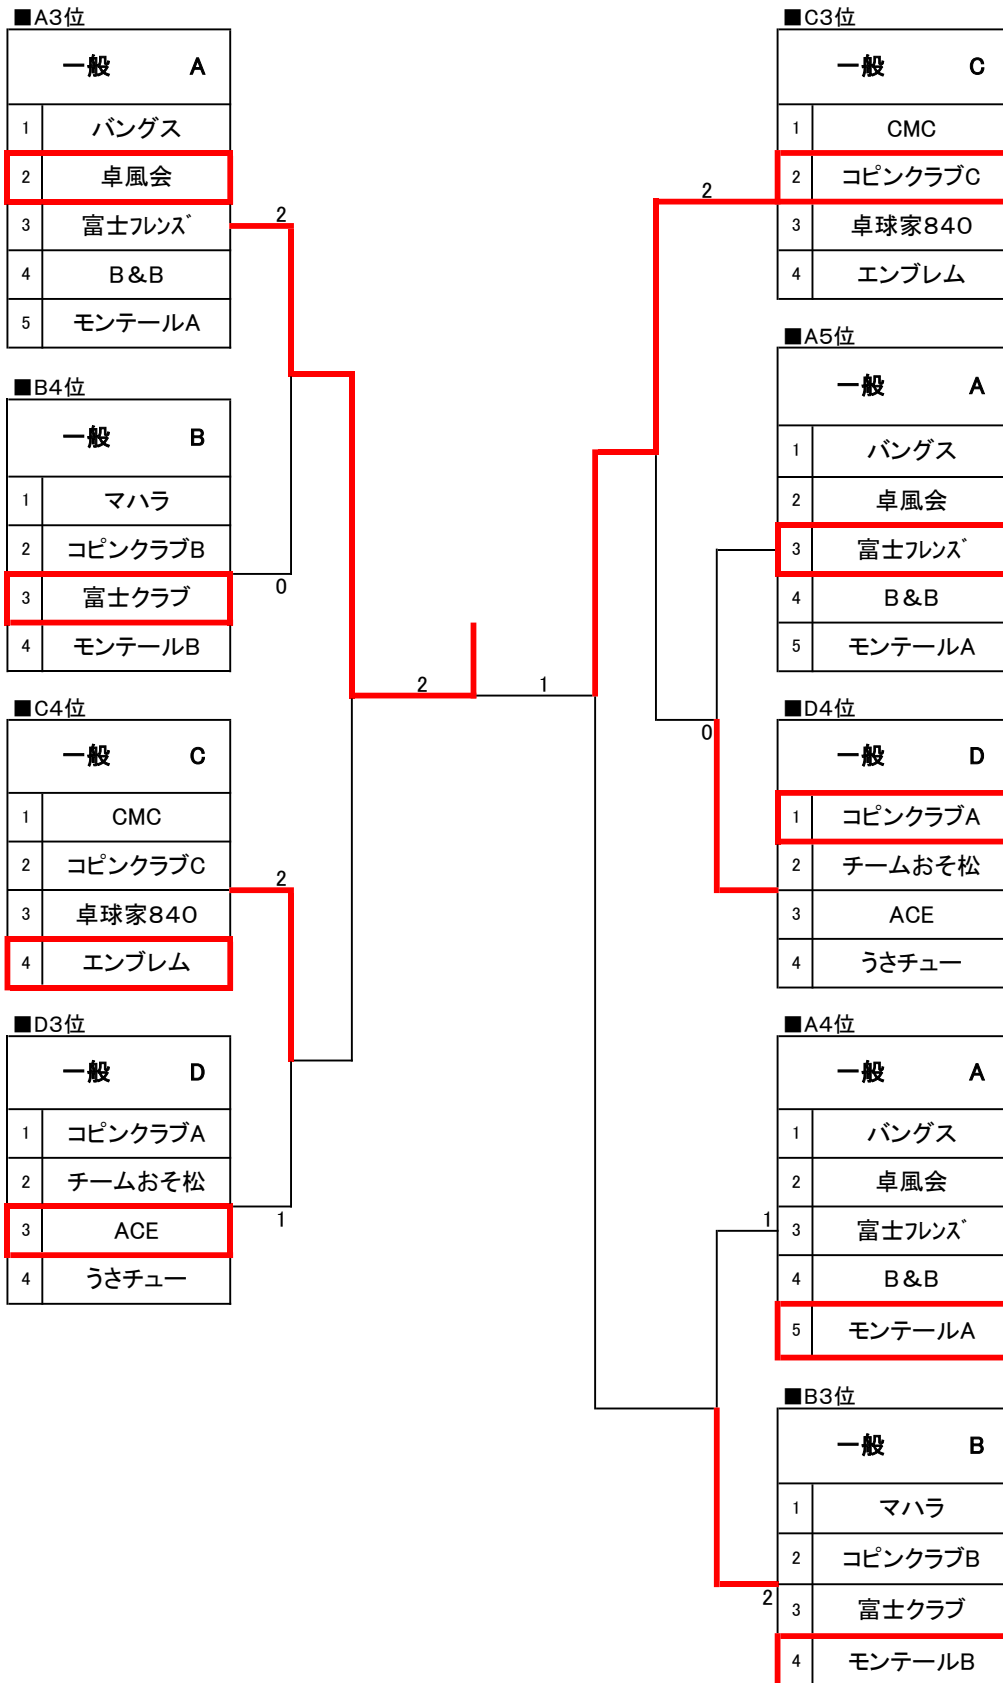 ■A3位
一般 A
1 バングス
2 卓風会
3 富士フレンズ
4 B&B
5 モンテールA
2
■B4位
一般 B
1 マハラ
2 コピンクラブB
3 富士クラブ
4 モンテールB
0
■C4位
一般 C
1 CMC
2 コピンクラブC
3 卓球家840
4 エンブレム
2
■D3位
一般 D
1 コピンクラブA
2 チームおそ松
3 ACE
4 うさチュー
1
2
1
■C3位
一般 C
1 CMC
2 コピンクラブC
3 卓球家840
4 エンブレム
2
■A5位
一般 A
1 バングス
2 卓風会
3 富士フレンズ
4 B&B
5 モンテールA
■D4位
0
一般 D
1 コピンクラブA
2 チームおそ松
3 ACE
4 うさチュー
■A4位
一般 A
1 バングス
2 卓風会
1
3 富士フレンズ
4 B&B
5 モンテールA
■B3位
一般 B
1 マハラ
2 コピンクラブB
2
3 富士クラブ
4 モンテールB